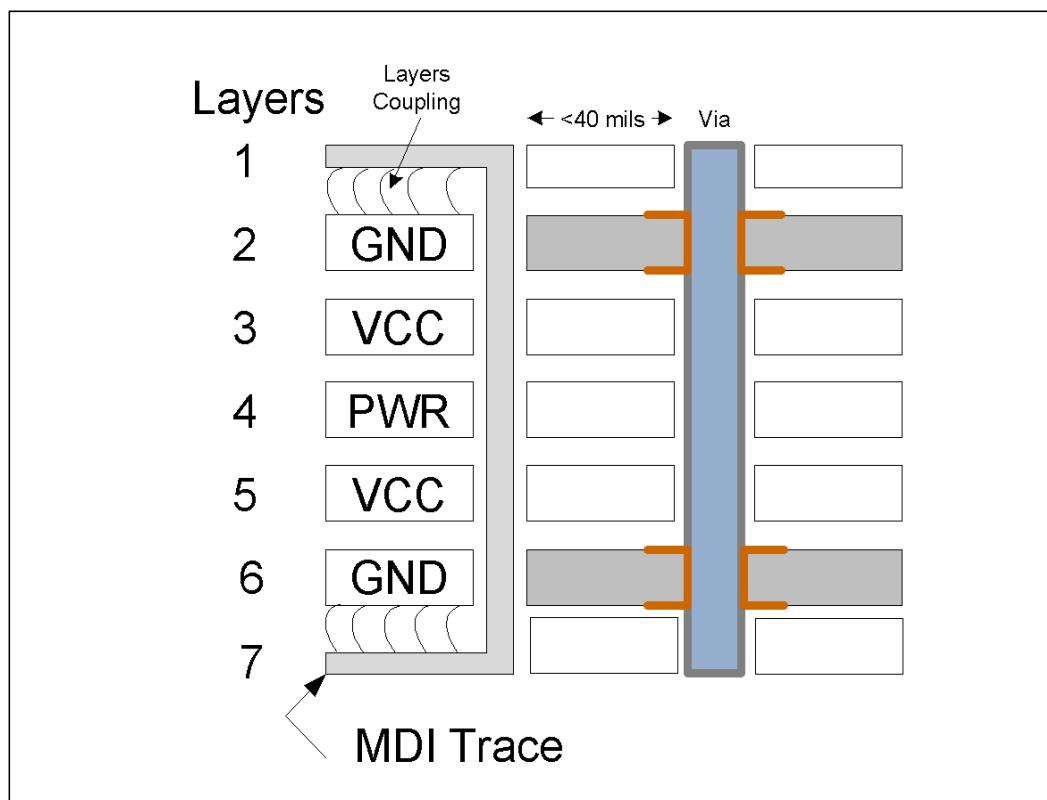 Layers
Layers
Coupling
<40 mils
Via
1
2
GND
3
VCC
4
PWR
5
VCC
6
GND
7
MDI Trace